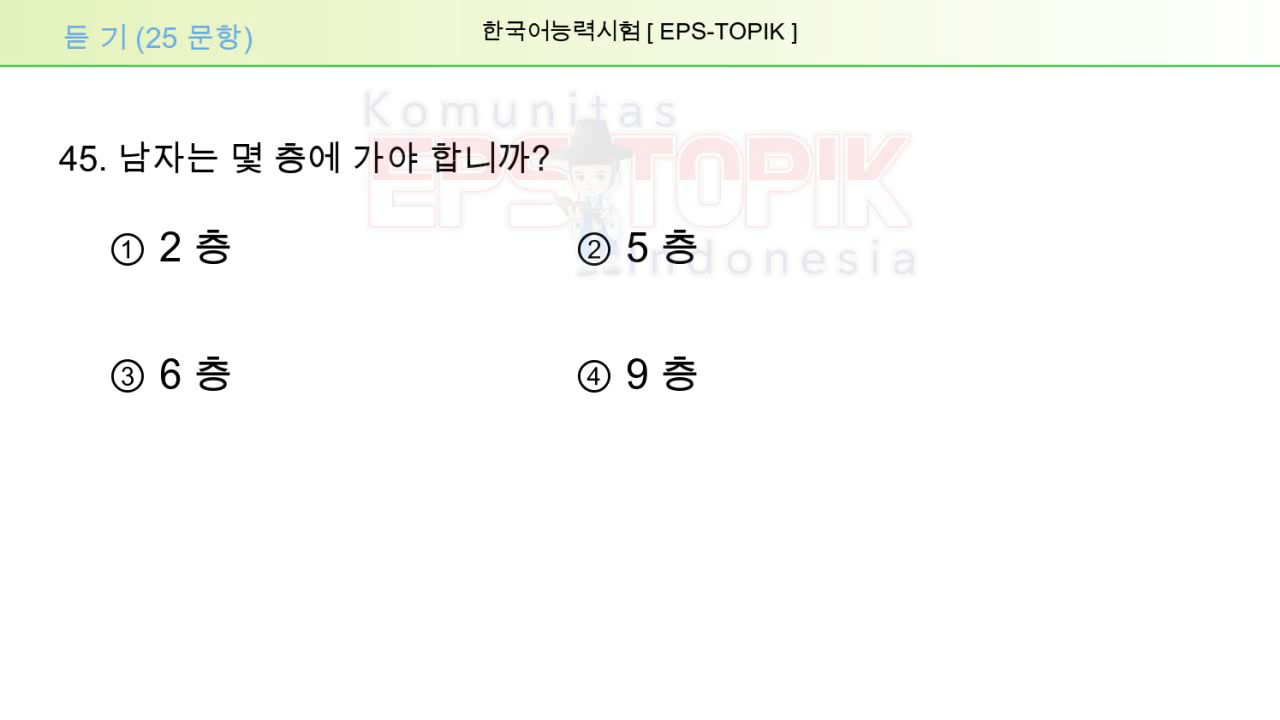 듣 기 (25 문항)
한국어능력시험 [ EPS-TOPIK ]
Komunitas
EPS TOPIK
Indonesia
45. 남자는 몇 층에 가야 합니까?
① 2 층
② 5 층
③ 6 층
④ 9 층